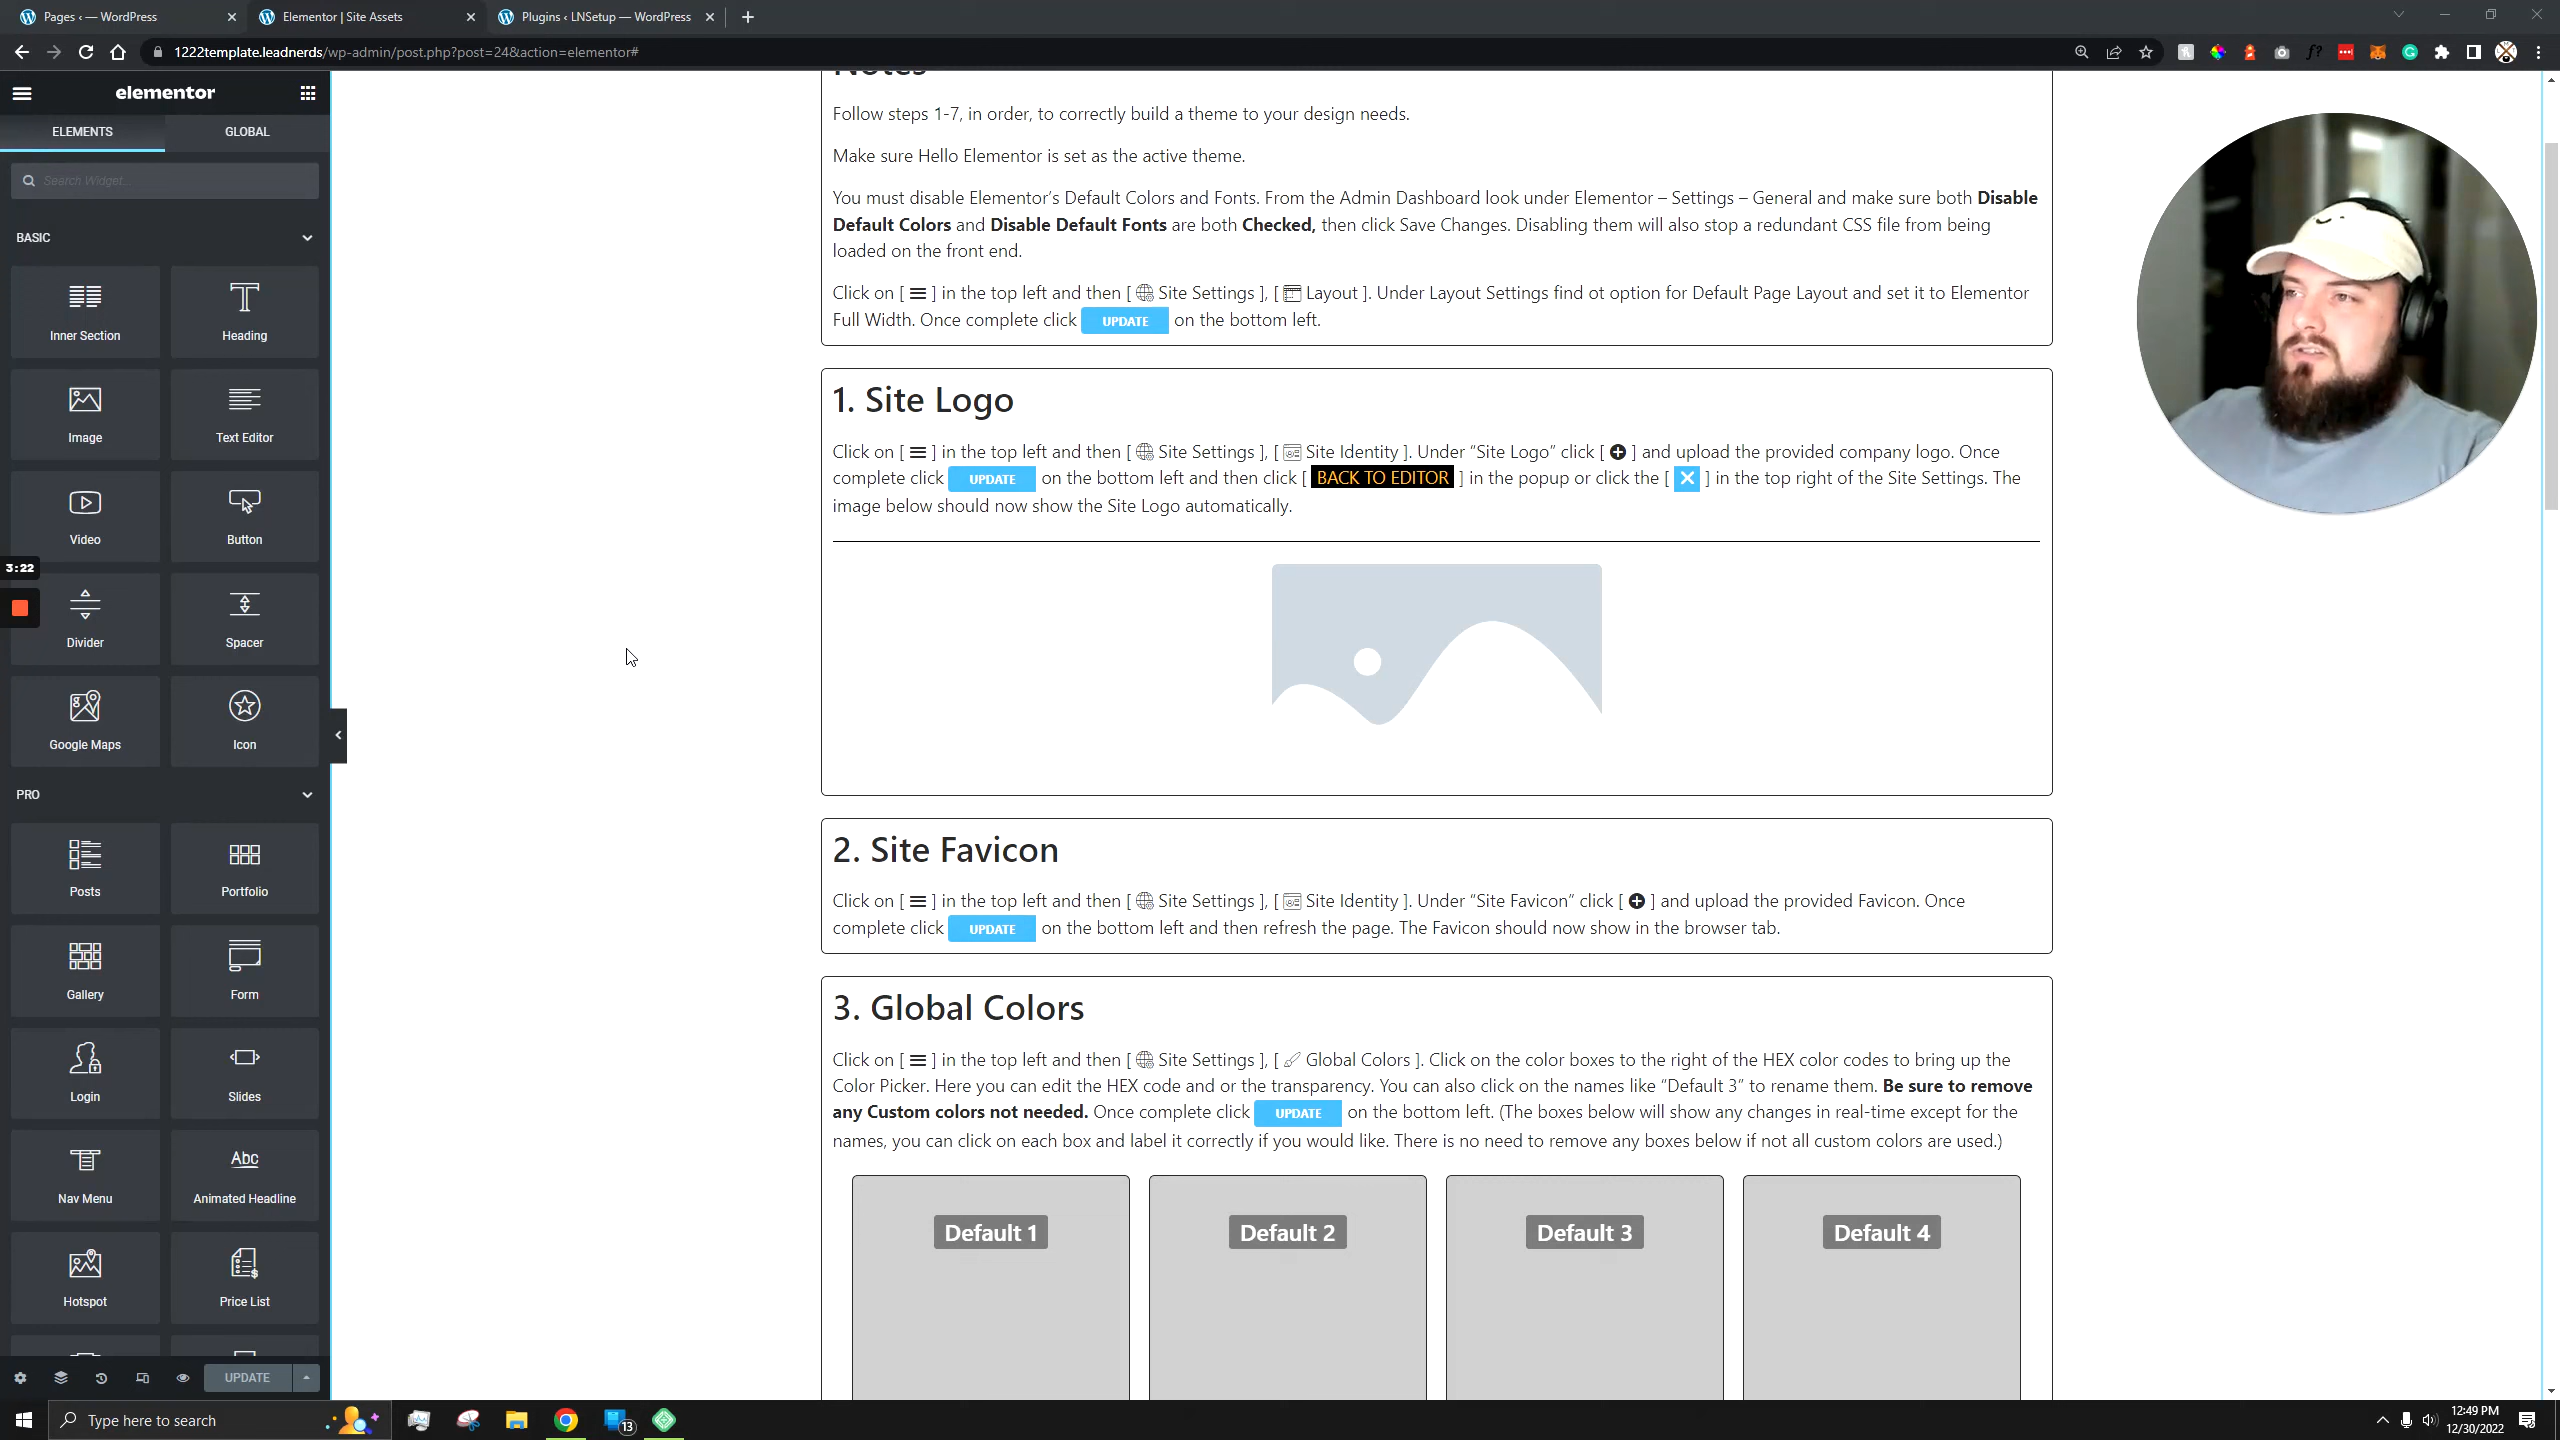 Pages ‹ — WordPress
Elementor | Site Assets
Plugins ‹ LNSetup — WordPress
1222template.leadnerds/wp-admin/post.php?post=24&action=elementor#
elementor
ELEMENTS
GLOBAL
Search Widget...
BASIC
Inner Section
Heading
Image
Text Editor
Video
Button
3:22
Divider
Spacer
Google Maps
Icon
PRO
Posts
Portfolio
Gallery
Form
Login
Slides
Nav Menu
Abc
Animated Headline
Hotspot
Price List
UPDATE
Notes
Follow steps 1-7, in order, to correctly build a theme to your design needs.
Make sure Hello Elementor is set as the active theme.
You must disable Elementor’s Default Colors and Fonts. From the Admin Dashboard look under Elementor – Settings – General and make sure both Disable
Default Colors and Disable Default Fonts are both Checked, then click Save Changes. Disabling them will also stop a redundant CSS file from being
loaded on the front end.
Click on [ ≡ ] in the top left and then [ Site Settings ], [ Layout ]. Under Layout Settings find ot option for Default Page Layout and set it to Elementor
Full Width. Once complete click UPDATE on the bottom left.
1. Site Logo
Click on [ ≡ ] in the top left and then [ Site Settings ], [ Site Identity ]. Under “Site Logo” click [ + ] and upload the provided company logo. Once
complete click UPDATE on the bottom left and then click [ BACK TO EDITOR ] in the popup or click the [ X ] in the top right of the Site Settings. The
image below should now show the Site Logo automatically.
2. Site Favicon
Click on [ ≡ ] in the top left and then [ Site Settings ], [ Site Identity ]. Under “Site Favicon” click [ + ] and upload the provided Favicon. Once
complete click UPDATE on the bottom left and then refresh the page. The Favicon should now show in the browser tab.
3. Global Colors
Click on [ ≡ ] in the top left and then [ Site Settings ], [ Global Colors ]. Click on the color boxes to the right of the HEX color codes to bring up the
Color Picker. Here you can edit the HEX code and or the transparency. You can also click on the names like “Default 3” to rename them. Be sure to remove
any Custom colors not needed. Once complete click UPDATE on the bottom left. (The boxes below will show any changes in real-time except for the
names, you can click on each box and label it correctly if you would like. There is no need to remove any boxes below if not all custom colors are used.)
Default 1
Default 2
Default 3
Default 4
Type here to search
13
12:49 PM
12/30/2022